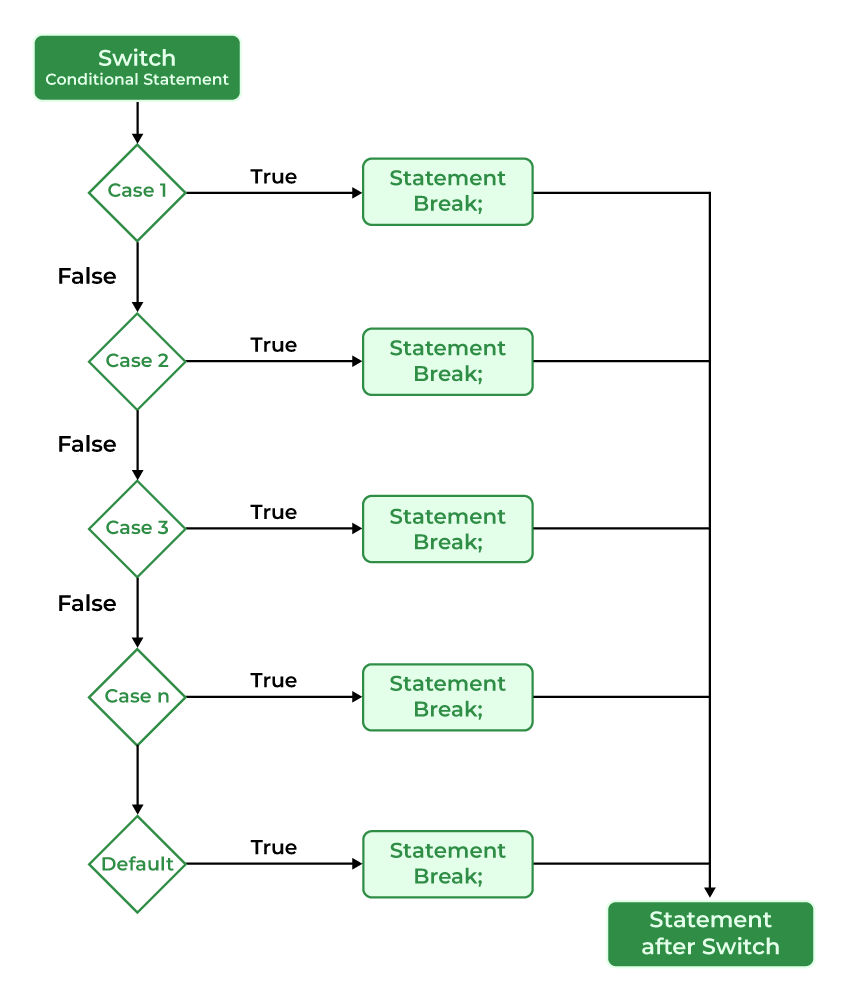 Switch
Conditional Statement
Case 1
True
Statement
Break;
False
Case 2
True
Statement
Break;
False
Case 3
True
Statement
Break;
False
Case n
True
Statement
Break;
Default
True
Statement
Break;
Statement
after Switch